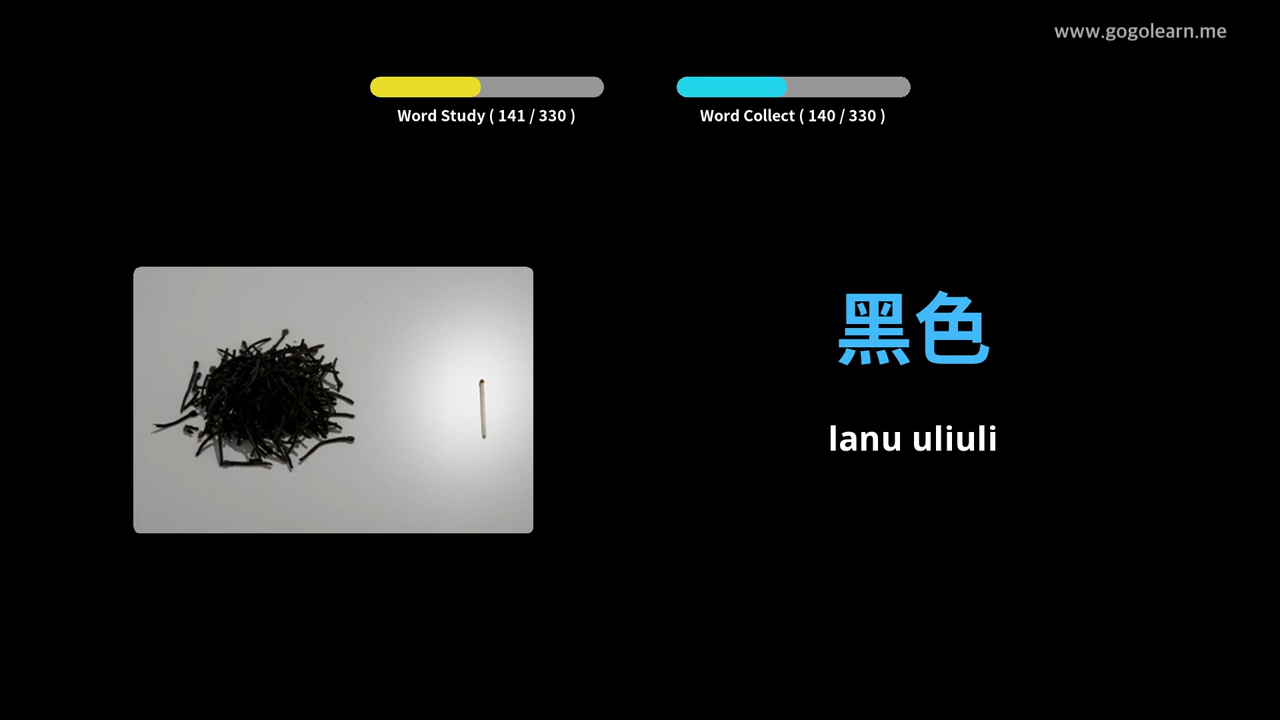 www.gogolearn.me
Word Study ( 141 / 330 )
Word Collect ( 140 / 330 )
黑色
lanu uliuli